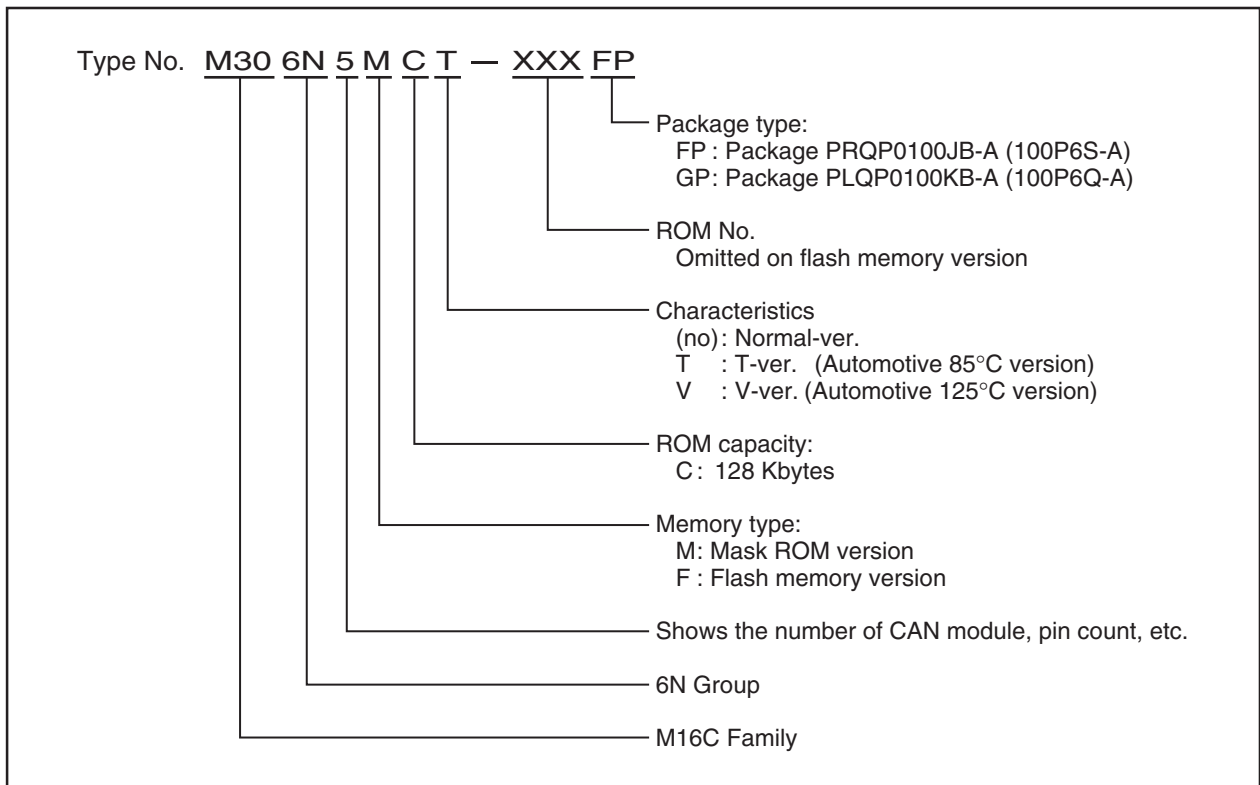 Type No. M30 6N 5 M C T — XXX FP
Package type:
FP : Package PRQP0100JB-A (100P6S-A)
GP: Package PLQP0100KB-A (100P6Q-A)
ROM No.
Omitted on flash memory version
Characteristics
(no) : Normal-ver.
T : T-ver. (Automotive 85°C version)
V : V-ver. (Automotive 125°C version)
ROM capacity:
C : 128 Kbytes
Memory type:
M: Mask ROM version
F : Flash memory version
Shows the number of CAN module, pin count, etc.
6N Group
M16C Family